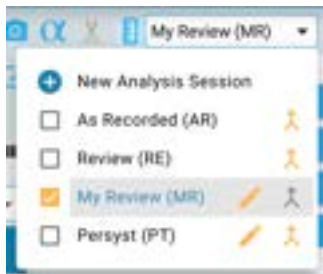 My Review (MR)
New Analysis Session
As Recorded (AR)
Review (RE)
My Review (MR)
Persyst (PT)